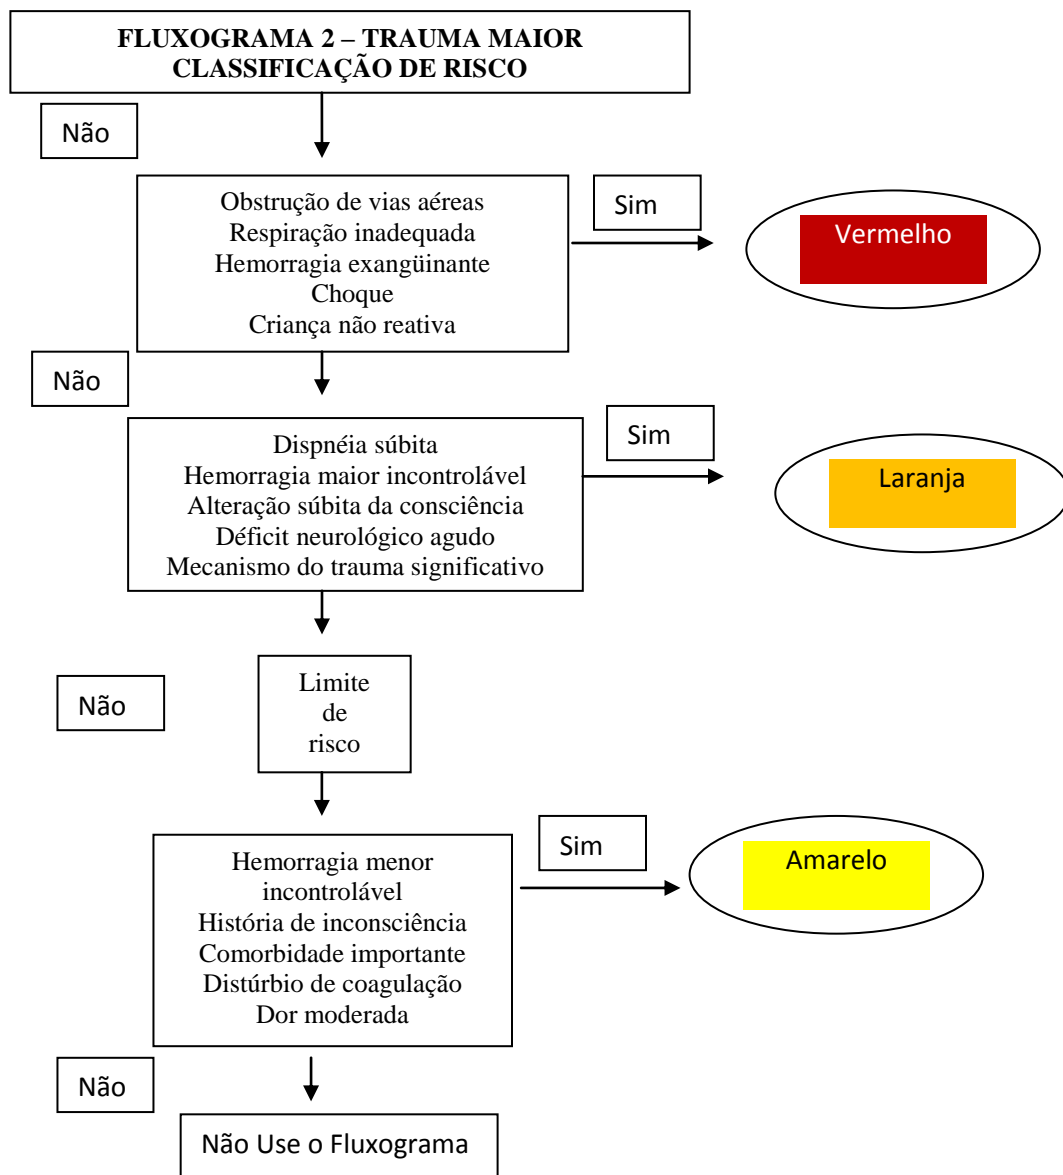 FLUXOGRAMA 2 – TRAUMA MAIOR
CLASSIFICAÇÃO DE RISCO
Não
Obstrução de vias aéreas
Respiração inadequada
Hemorragia exangüinante
Choque
Criança não reativa
Sim
Vermelho
Não
Dispnéia súbita
Hemorragia maior incontrolável
Alteração súbita da consciência
Déficit neurológico agudo
Mecanismo do trauma significativo
Sim
Laranja
Não
Limite
de
risco
Hemorragia menor
incontrolável
História de inconsciência
Comorbidade importante
Distúrbio de coagulação
Dor moderada
Sim
Amarelo
Não
Não Use o Fluxograma